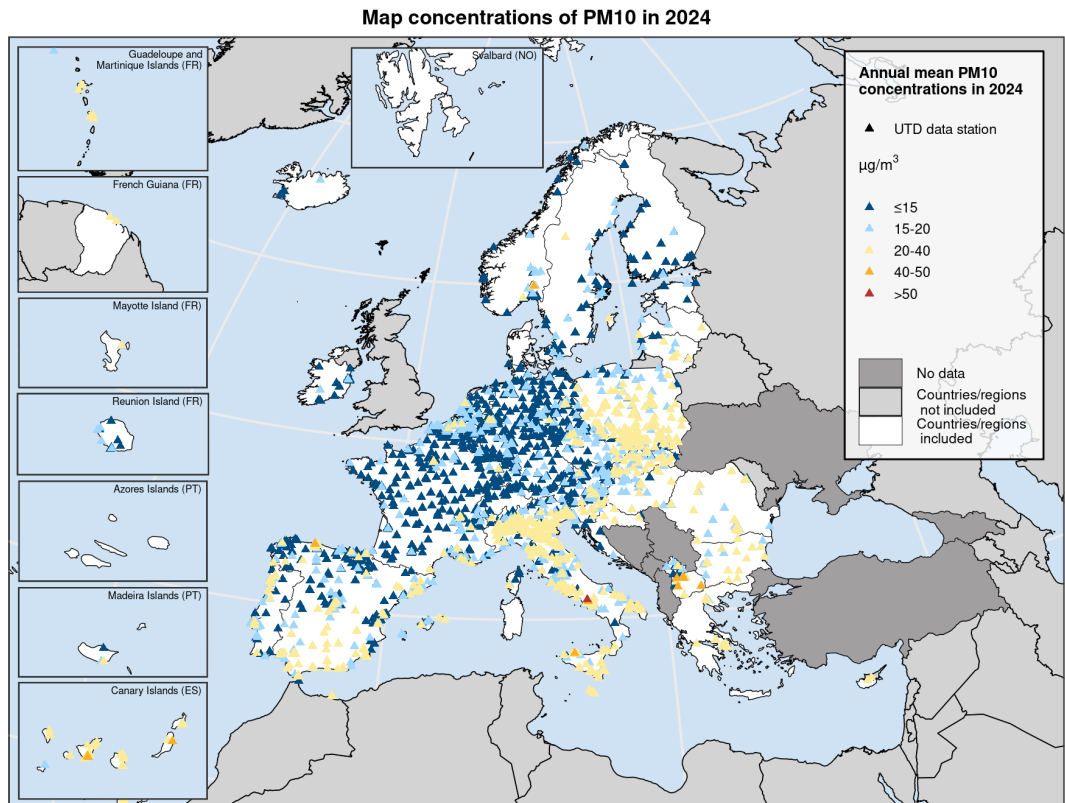 Map concentrations of PM10 in 2024
Guadeloupe and
Martinique Islands (FR)
Svalbard (NO)
French Guiana (FR)
Mayotte Island (FR)
Reunion Island (FR)
Azores Islands (PT)
Madeira Islands (PT)
Canary Islands (ES)
Annual mean PM10
concentrations in 2024
UTD data station
µg/m³
≤15
15-20
20-40
40-50
>50
No data
Countries/regions
not included
Countries/regions
included